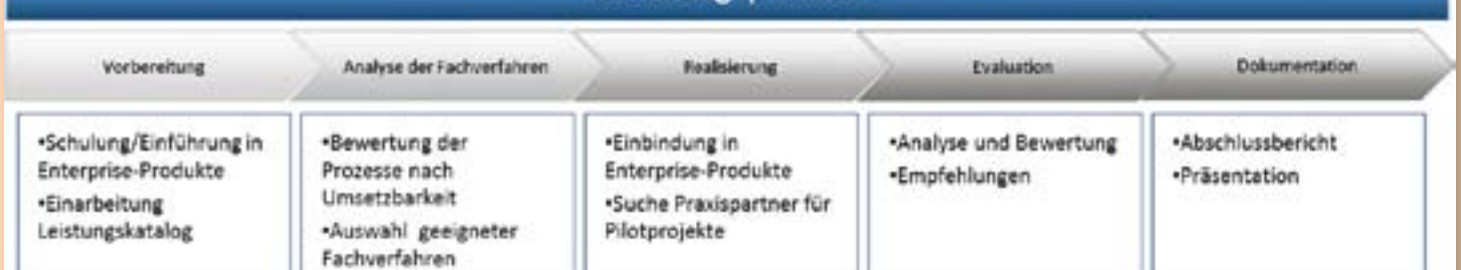 Vorbereitung
Analyse der Fachverfahren
Realisierung
Evaluation
Dokumentation
•Schulung/Einführung in
Enterprise-Produkte
•Einarbeitung
Leistungskatalog
•Bewertung der
Prozesse nach
Umsetzbarkeit
•Auswahl geeigneter
Fachverfahren
•Einbindung in
Enterprise-Produkte
•Suche Praxispartner für
Pilotprojekte
•Analyse und Bewertung
•Empfehlungen
•Abschlussbericht
•Präsentation